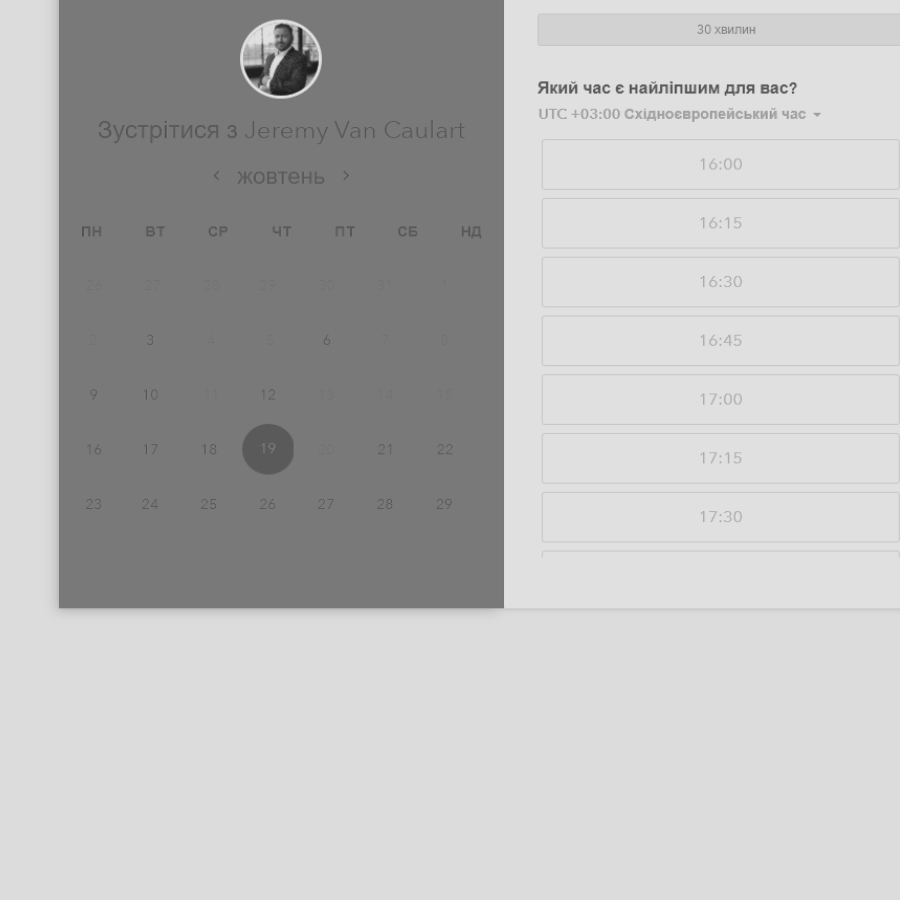 Зустрітися з Jeremy Van Caulart
жовтень
ПН ВТ СР ЧТ ПТ СБ НД
26 27 28 29 30 31 1
2 3 4 5 6 7 8
9 10 11 12 13 14 15
16 17 18 19 20 21 22
23 24 25 26 27 28 29
30 хвилин
Який час є найліпшим для вас?
UTC +03:00 Східноєвропейський час
16:00
16:15
16:30
16:45
17:00
17:15
17:30